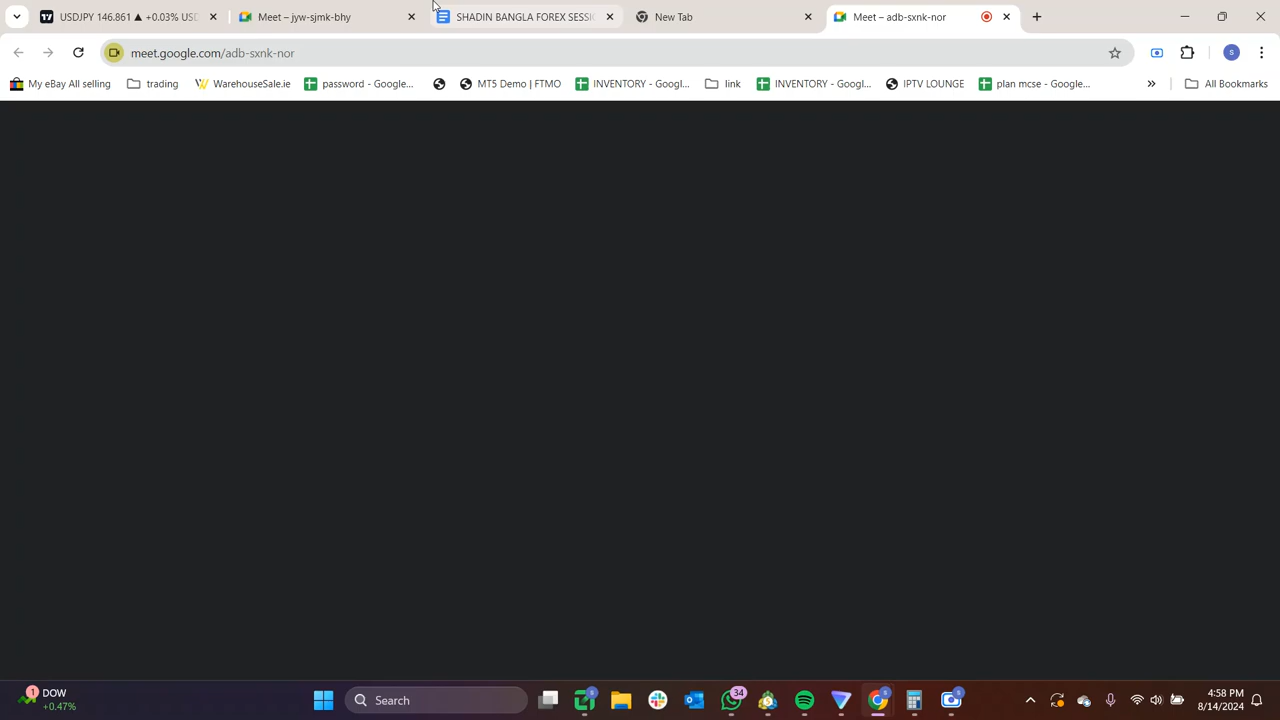 USDJPY 146.861 ▲ +0.03% USD
Meet – jyw-sjmk-bhy
SHADIN BANGLA FOREX SESSI
New Tab
Meet – adb-sxnk-nor
meet.google.com/adb-sxnk-nor
S
My eBay All selling
trading
WarehouseSale.ie
password - Google...
MT5 Demo | FTMO
INVENTORY - Googl...
link
INVENTORY - Googl...
IPTV LOUNGE
plan mcse - Google...
All Bookmarks
1
DOW
+0.47%
Search
34
4:58 PM
8/14/2024